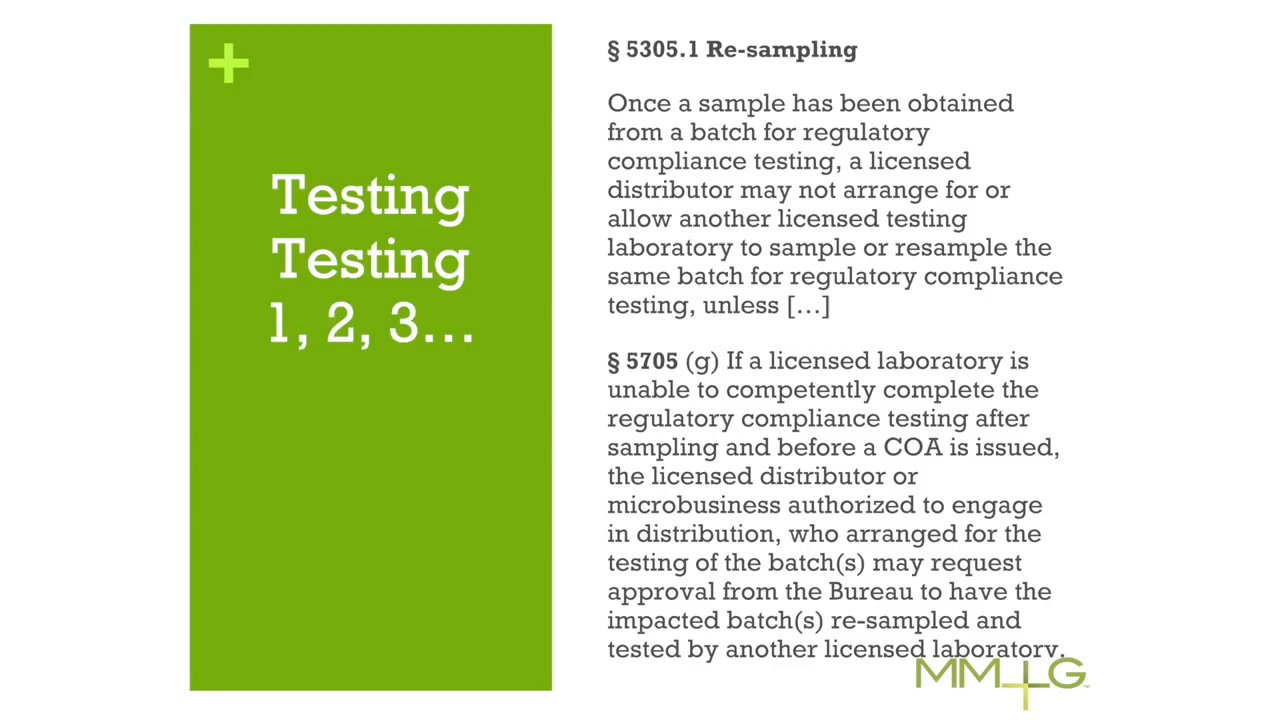 +
Testing
Testing
1, 2, 3…
§ 5305.1 Re-sampling
Once a sample has been obtained
from a batch for regulatory
compliance testing, a licensed
distributor may not arrange for or
allow another licensed testing
laboratory to sample or resample the
same batch for regulatory compliance
testing, unless […]
§ 5705 (g) If a licensed laboratory is
unable to competently complete the
regulatory compliance testing after
sampling and before a COA is issued,
the licensed distributor or
microbusiness authorized to engage
in distribution, who arranged for the
testing of the batch(s) may request
approval from the Bureau to have the
impacted batch(s) re-sampled and
tested by another licensed laboratory.
MMLG™